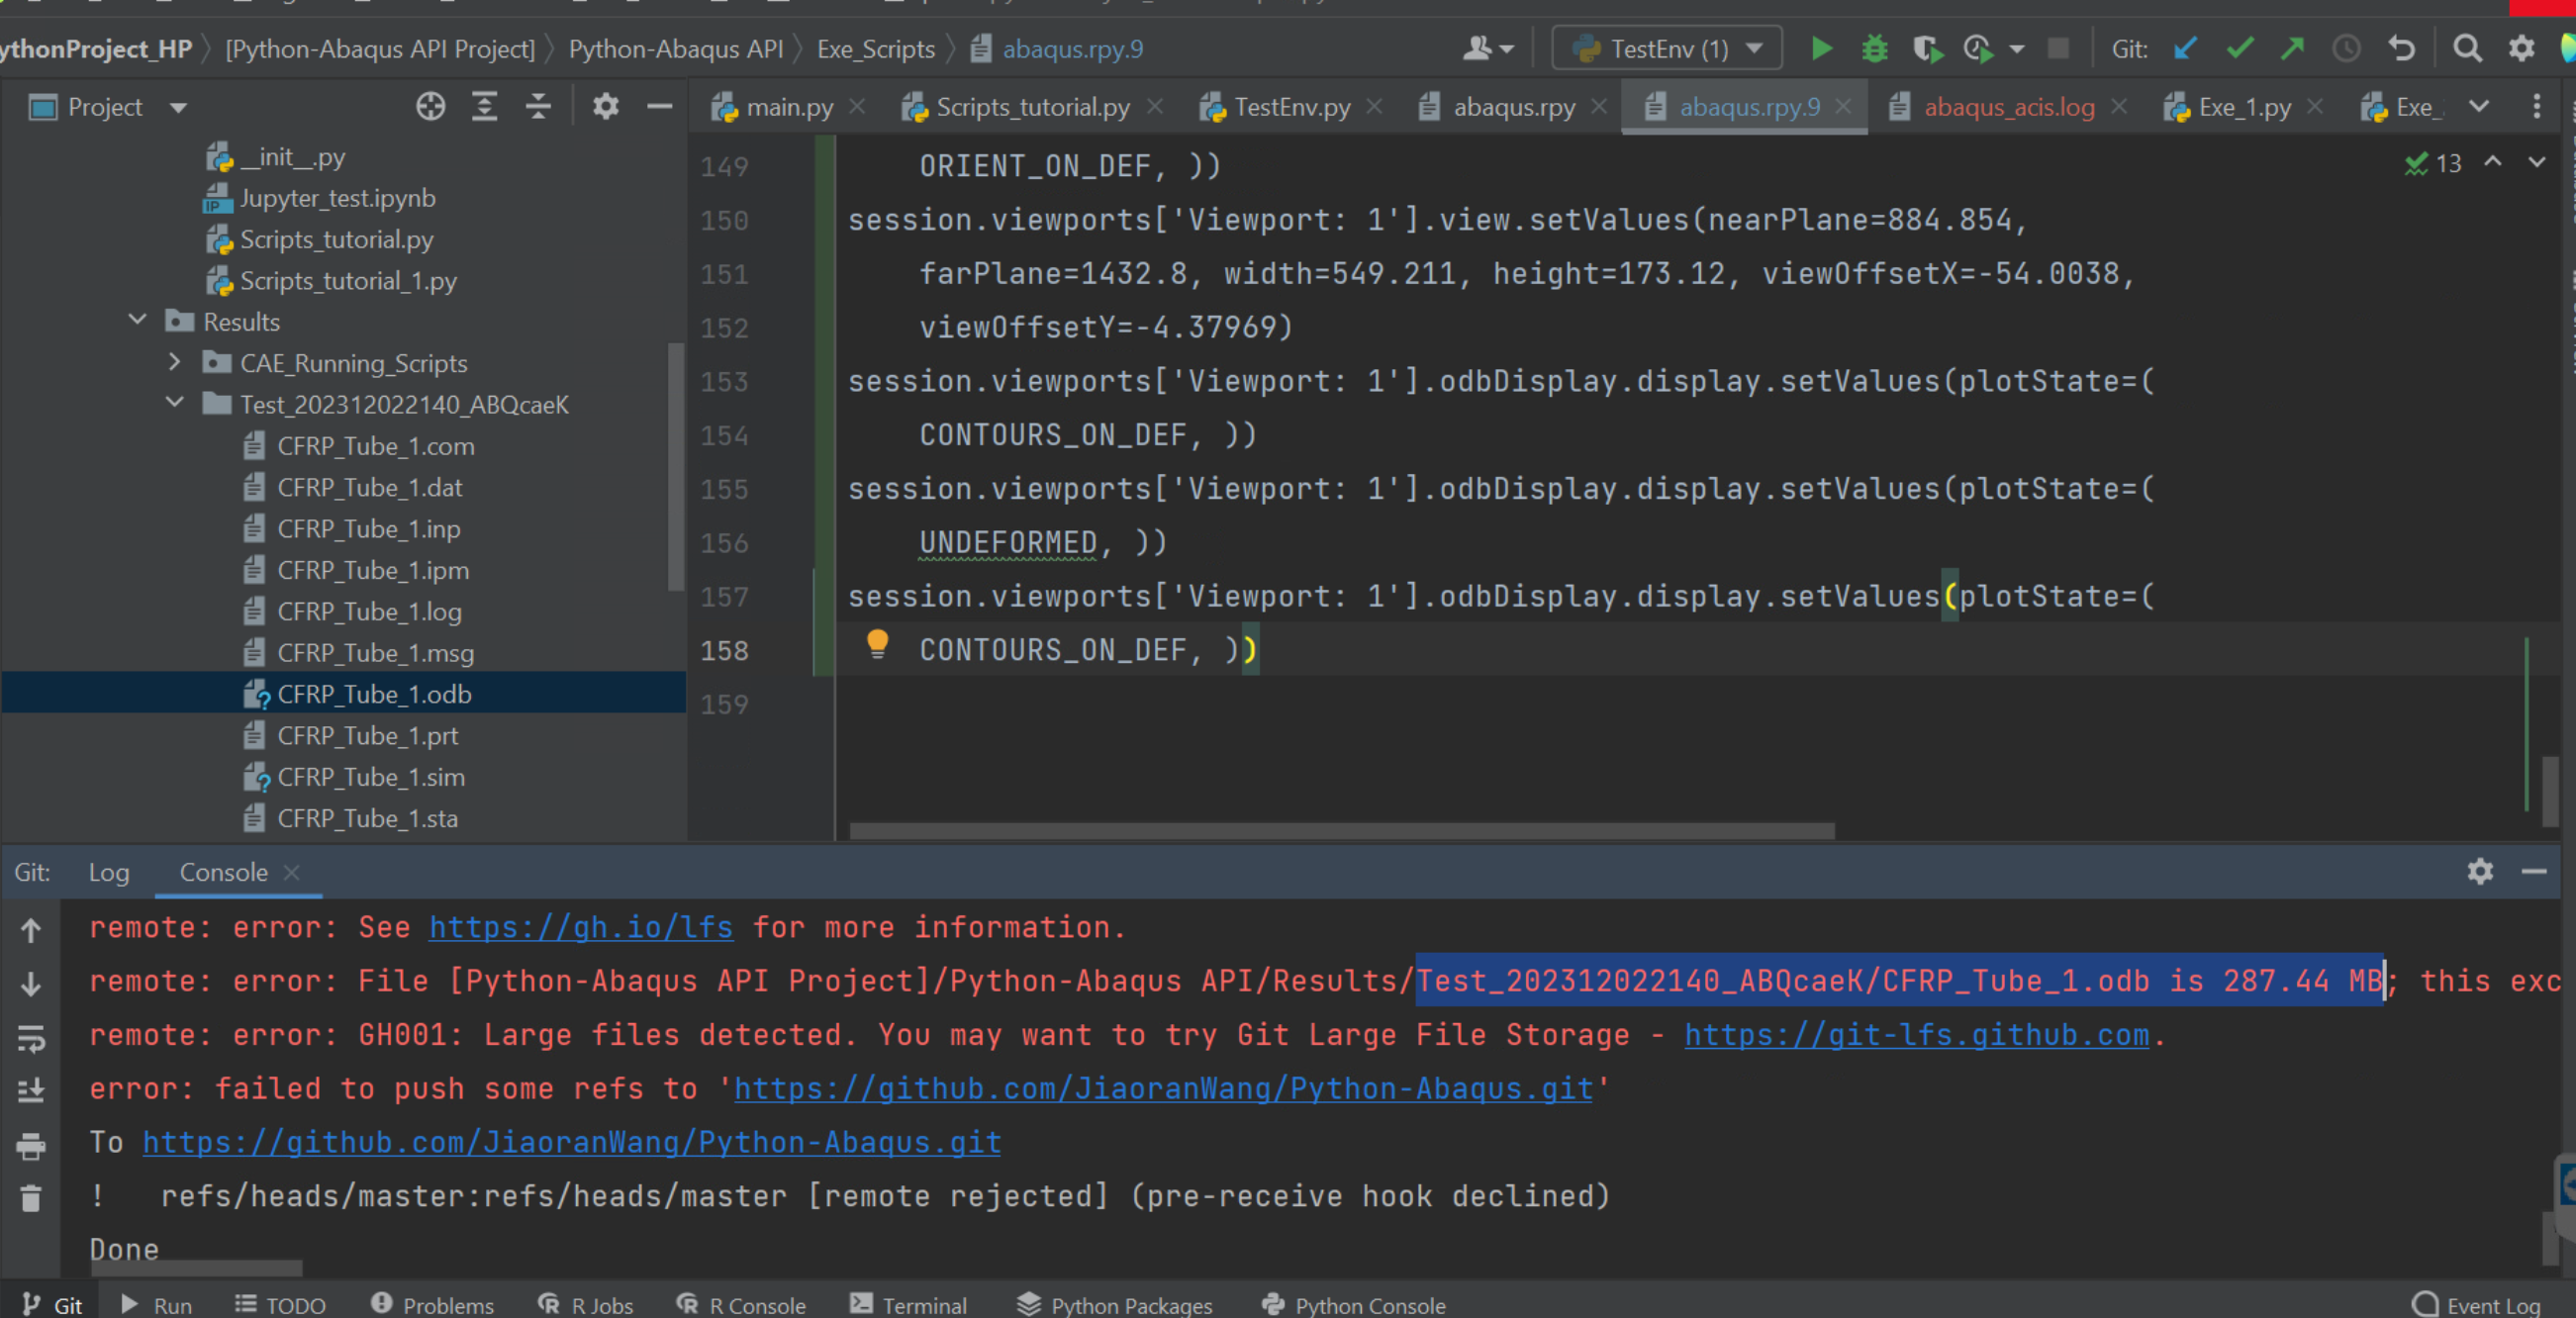 ythonProject_HP 〉 [Python-Abaqus API Project] 〉 Python-Abaqus API 〉 Exe_Scripts 〉 abaqus.rpy.9
TestEnv (1)
Git:
Project
main.py
Scripts_tutorial.py
TestEnv.py
abaqus.rpy
abaqus.rpy.9
abaqus_acis.log
Exe_1.py
Exe_
__init__.py
Jupyter_test.ipynb
Scripts_tutorial.py
Scripts_tutorial_1.py
Results
CAE_Running_Scripts
Test_202312022140_ABQcaeK
CFRP_Tube_1.com
CFRP_Tube_1.dat
CFRP_Tube_1.inp
CFRP_Tube_1.ipm
CFRP_Tube_1.log
CFRP_Tube_1.msg
CFRP_Tube_1.odb
CFRP_Tube_1.prt
CFRP_Tube_1.sim
CFRP_Tube_1.sta
13
149 ORIENT_ON_DEF, ))
150 session.viewports['Viewport: 1'].view.setValues(nearPlane=884.854,
151 farPlane=1432.8, width=549.211, height=173.12, viewOffsetX=-54.0038,
152 viewOffsetY=-4.37969)
153 session.viewports['Viewport: 1'].odbDisplay.display.setValues(plotState=(
154 CONTOURS_ON_DEF, ))
155 session.viewports['Viewport: 1'].odbDisplay.display.setValues(plotState=(
156 UNDEFORMED, ))
157 session.viewports['Viewport: 1'].odbDisplay.display.setValues(plotState=(
158 CONTOURS_ON_DEF, ))
159
Git: Log Console
remote: error: See https://gh.io/lfs for more information.
remote: error: File [Python-Abaqus API Project]/Python-Abaqus API/Results/Test_202312022140_ABQcaeK/CFRP_Tube_1.odb is 287.44 MB; this exc
remote: error: GH001: Large files detected. You may want to try Git Large File Storage - https://git-lfs.github.com.
error: failed to push some refs to 'https://github.com/JiaoranWang/Python-Abaqus.git'
To https://github.com/JiaoranWang/Python-Abaqus.git
! refs/heads/master:refs/heads/master [remote rejected] (pre-receive hook declined)
Done
Git Run TODO Problems R Jobs R Console Terminal Python Packages Python Console Event Log